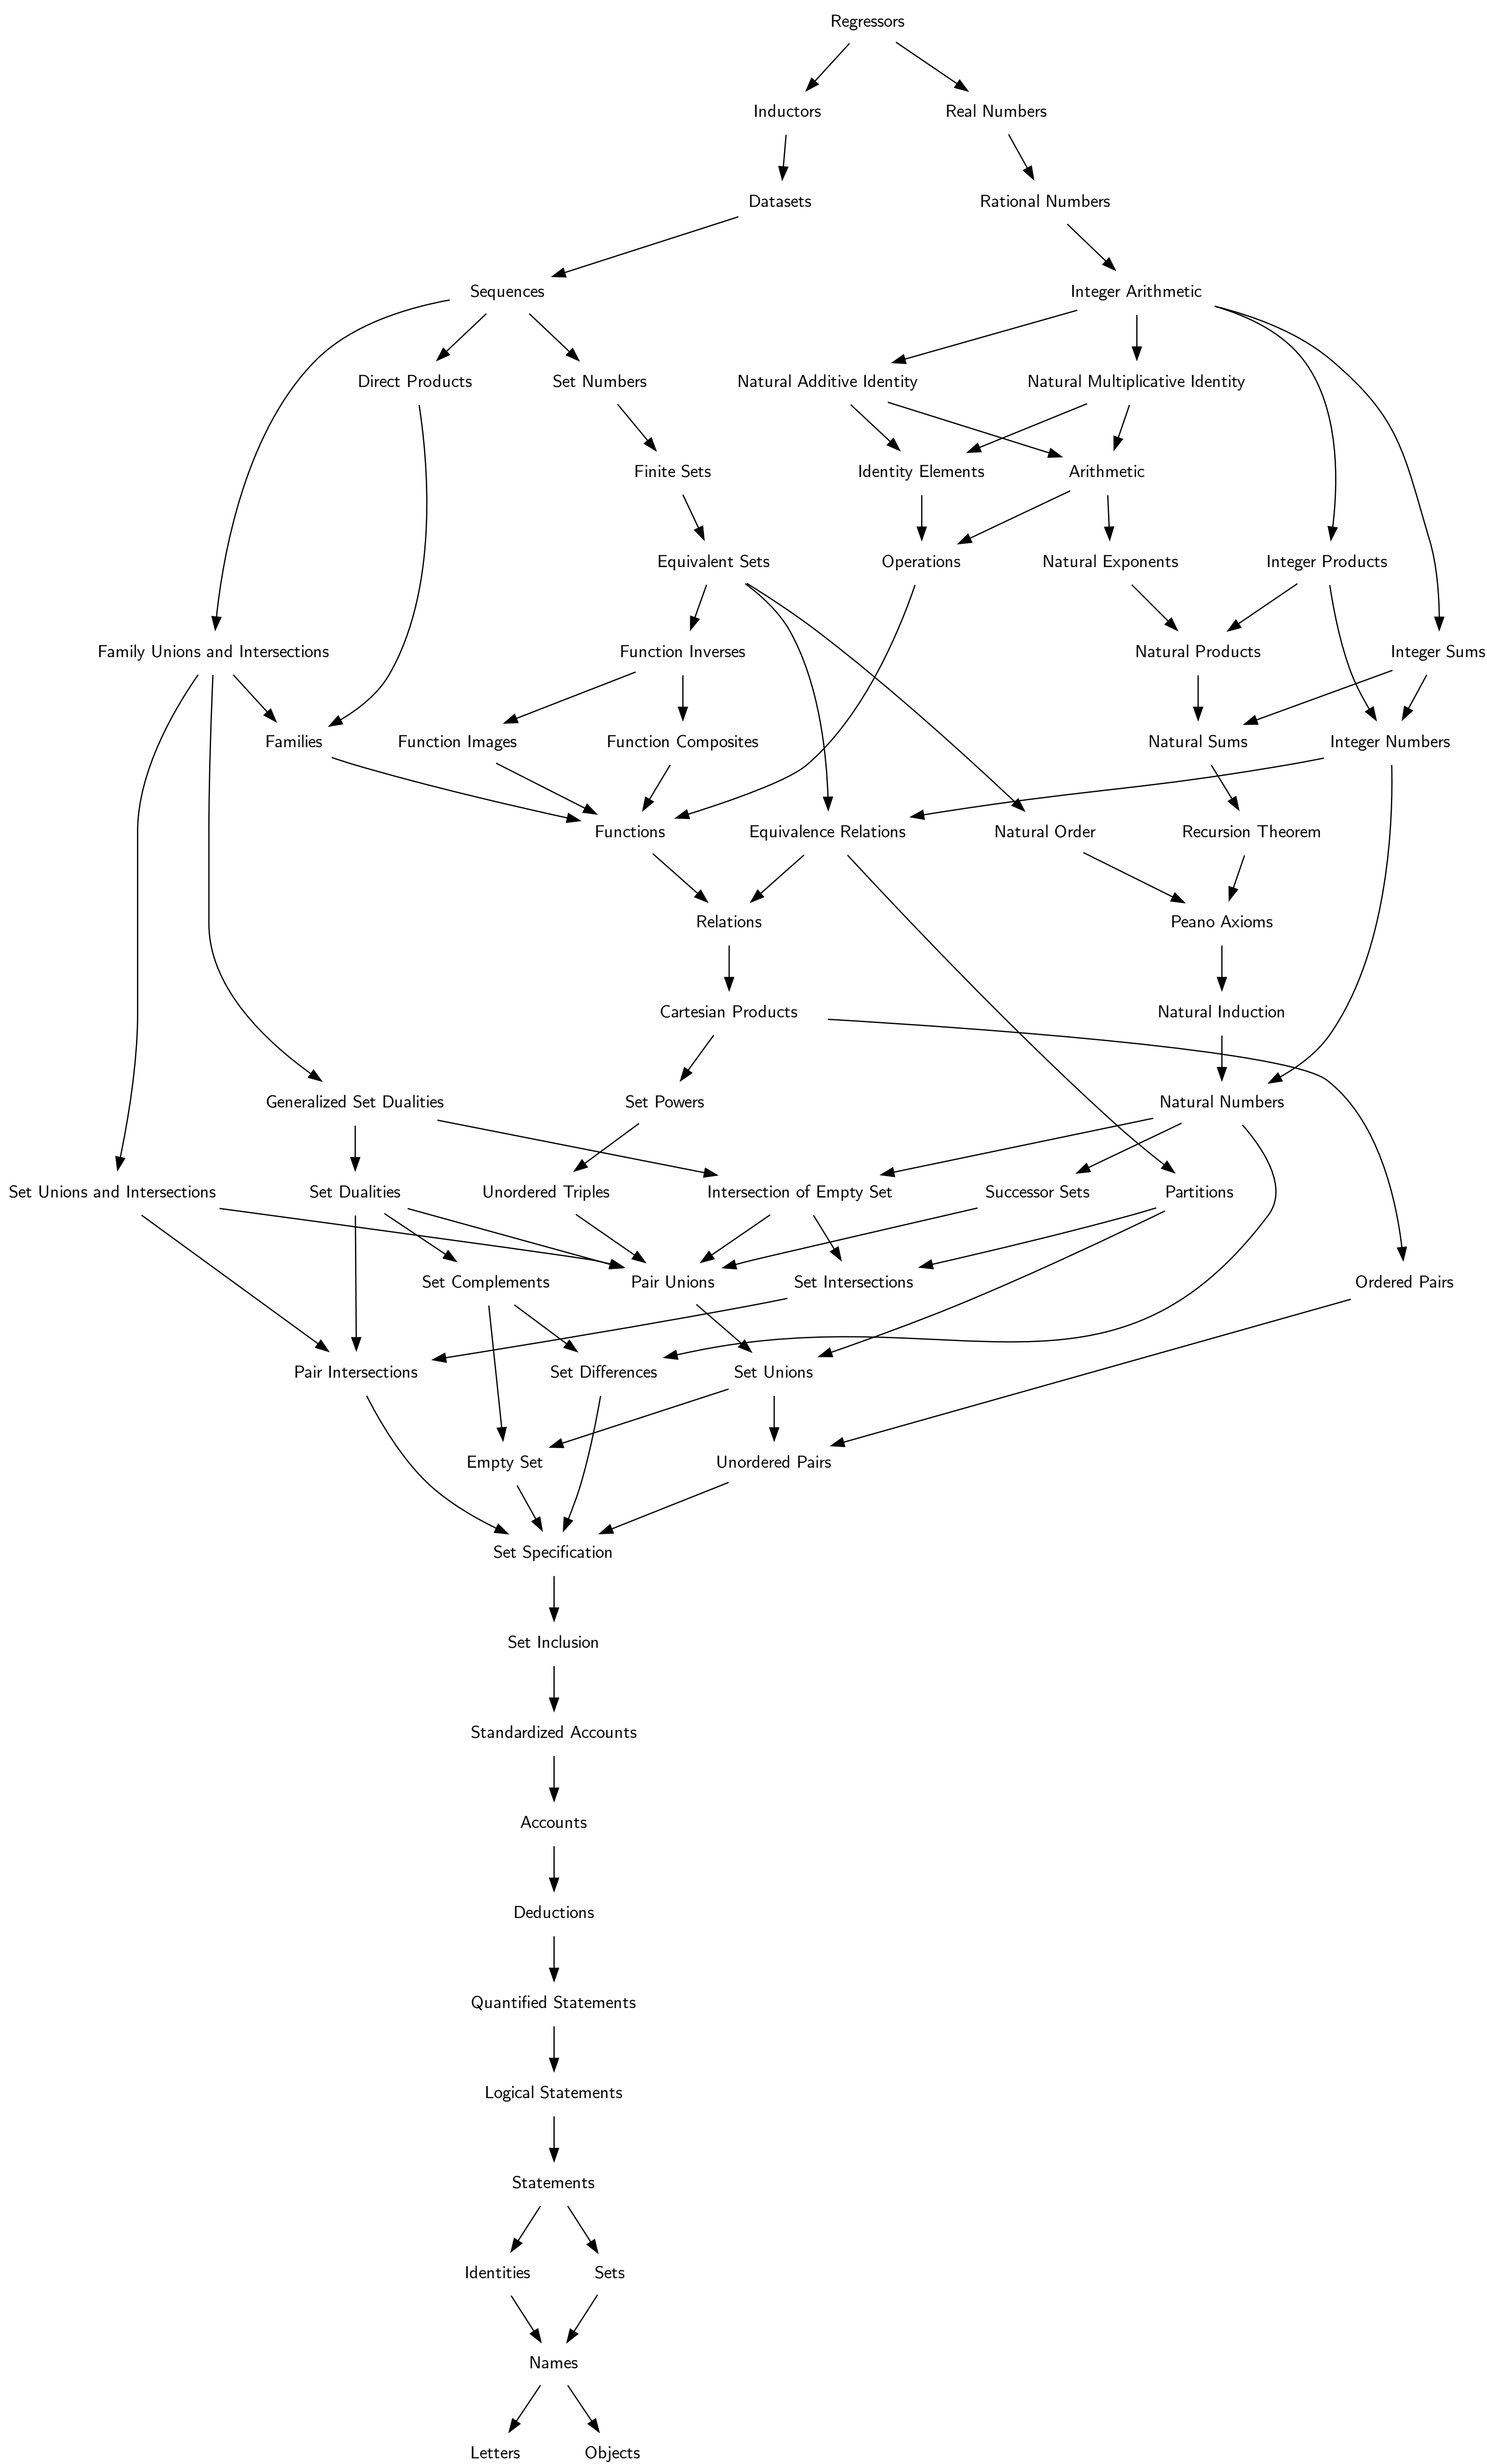 Regressors
Inductors
Real Numbers
Datasets
Rational Numbers
Sequences
Integer Arithmetic
Direct Products
Set Numbers
Natural Additive Identity
Natural Multiplicative Identity
Finite Sets
Identity Elements
Arithmetic
Equivalent Sets
Operations
Natural Exponents
Integer Products
Family Unions and Intersections
Function Inverses
Natural Products
Integer Sums
Families
Function Images
Function Composites
Natural Sums
Integer Numbers
Functions
Equivalence Relations
Natural Order
Recursion Theorem
Relations
Peano Axioms
Cartesian Products
Natural Induction
Generalized Set Dualities
Set Powers
Natural Numbers
Set Unions and Intersections
Set Dualities
Unordered Triples
Intersection of Empty Set
Successor Sets
Partitions
Set Complements
Pair Unions
Set Intersections
Ordered Pairs
Pair Intersections
Set Differences
Set Unions
Empty Set
Unordered Pairs
Set Specification
Set Inclusion
Standardized Accounts
Accounts
Deductions
Quantified Statements
Logical Statements
Statements
Identities
Sets
Names
Letters
Objects